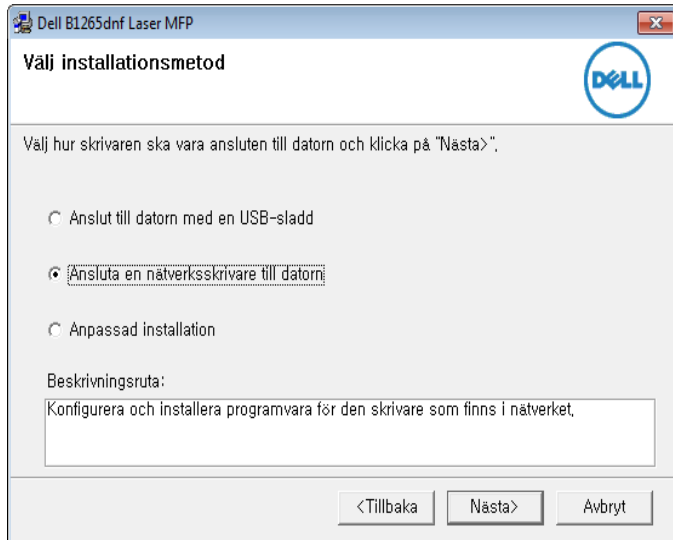 Dell B1265dnf Laser MFP
Välj installationsmetod
DELL
Välj hur skrivaren ska vara ansluten till datorn och klicka på "Nästa>".
Anslut till datorn med en USB-sladd
Ansluta en nätverksskrivare till datorn
Anpassad installation
Beskrivningsruta:
Konfigurera och installera programvara för den skrivare som finns i nätverket.
<Tillbaka Nästa> Avbryt